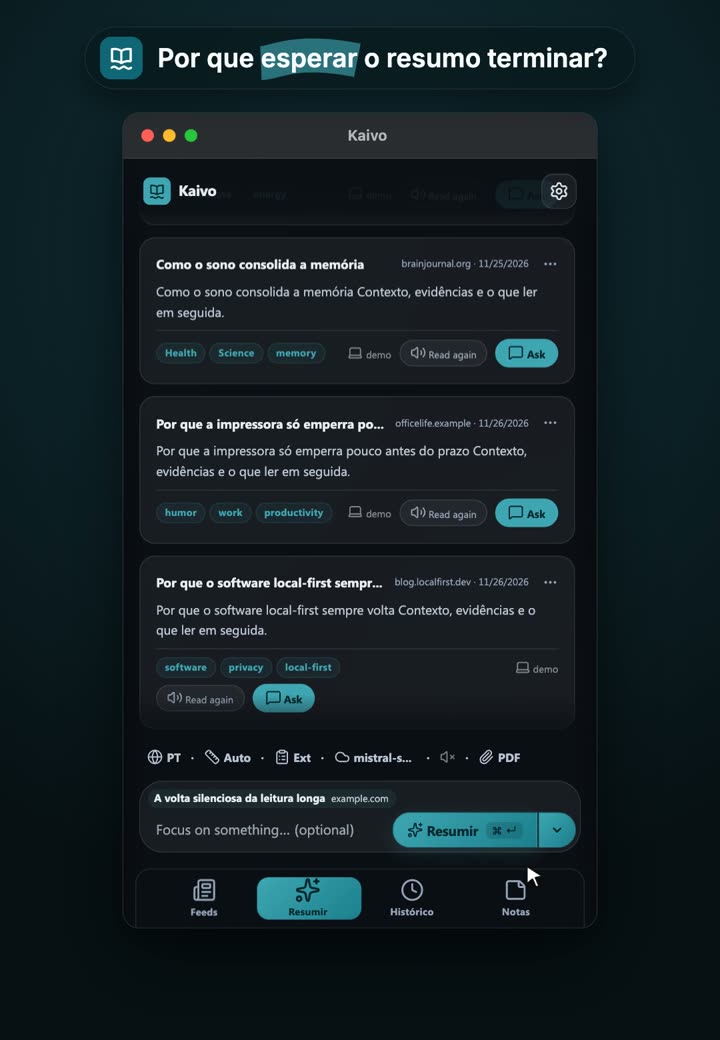 Por que esperar o resumo terminar?
Kaivo
Kaivo
energy
demo
Read again
Como o sono consolida a memória
brainjournal.org · 11/25/2026
Como o sono consolida a memória Contexto, evidências e o que ler
em seguida.
Health Science memory demo Read again Ask
Por que a impressora só emperra po...
officelife.example · 11/26/2026
Por que a impressora só emperra pouco antes do prazo Contexto,
evidências e o que ler em seguida.
humor work productivity demo Read again Ask
Por que o software local-first sempr...
blog.localfirst.dev · 11/26/2026
Por que o software local-first sempre volta Contexto, evidências e o
que ler em seguida.
software privacy local-first demo
Read again Ask
PT · Auto · Ext · mistral-s... · · PDF
A volta silenciosa da leitura longa example.com
Focus on something... (optional) Resumir ⌘ ↵
Feeds Resumir Histórico Notas